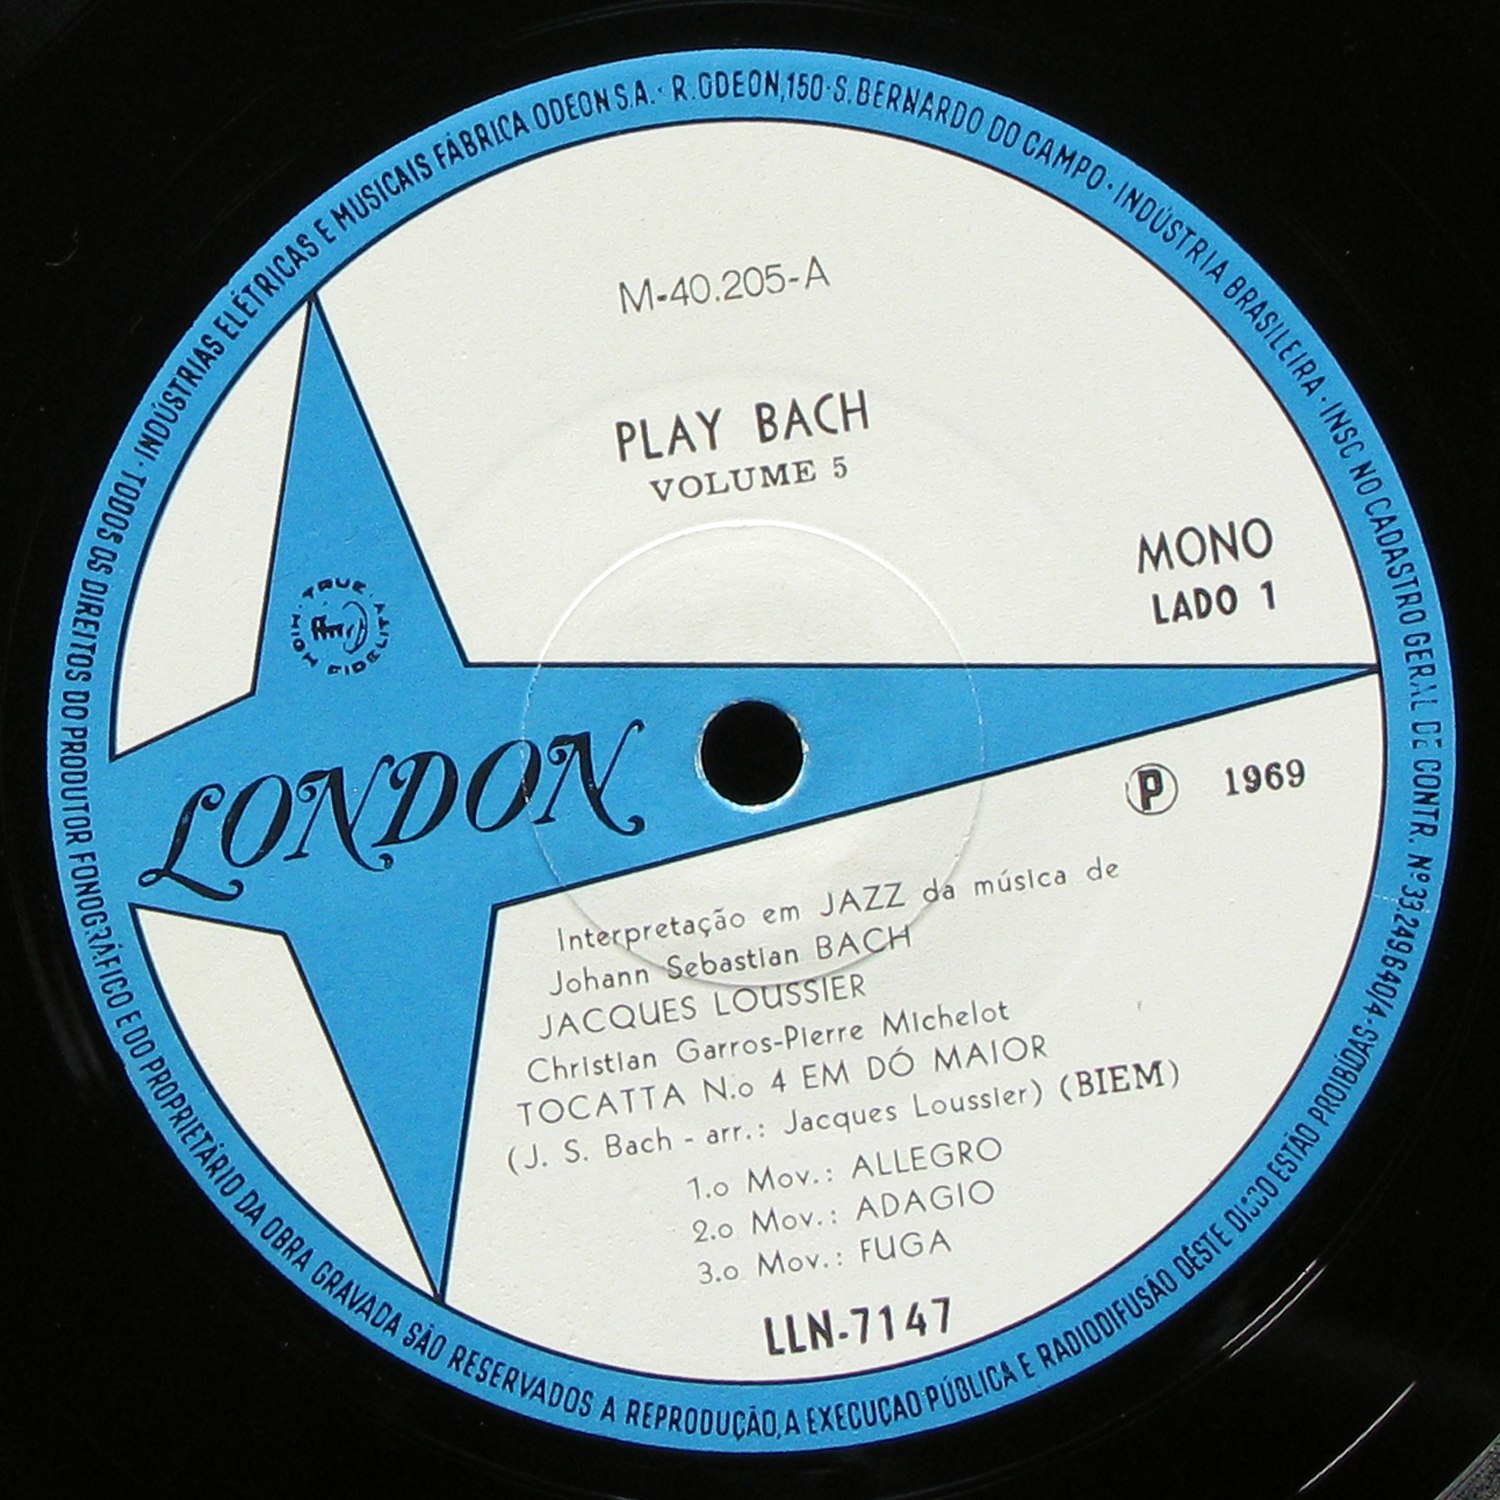 INDÚSTRIAS ELÉTRICAS E MUSICAIS FÁBRICA ODEON S.A. · R. ODEON, 150 · S. BERNARDO DO CAMPO · INDÚSTRIA BRASILEIRA · INSC NO CADASTRO GERAL DE CONTR. Nº 33.249.640/4 ·
TODOS OS DIREITOS DO PRODUTOR FONOGRÁFICO E DO PROPRIETÁRIO DA OBRA GRAVADA SÃO RESERVADOS A REPRODUÇÃO, A EXECUÇAO PÚBLICA E RADIODIFUSÃO DÊSTE DISCO ESTÃO PROIBIDAS ·
M-40.205-A
PLAY BACH
VOLUME 5
MONO
LADO 1
TRUE HIGH FIDELITY
LONDON
P 1969
Interpretação em JAZZ da música de
Johann Sebastian BACH
JACQUES LOUSSIER
Christian Garros-Pierre Michelot
TOCATTA N.o 4 EM DÓ MAIOR
(J. S. Bach - arr.: Jacques Loussier) (BIEM)
1.o Mov.: ALLEGRO
2.o Mov.: ADAGIO
3.o Mov.: FUGA
LLN-7147